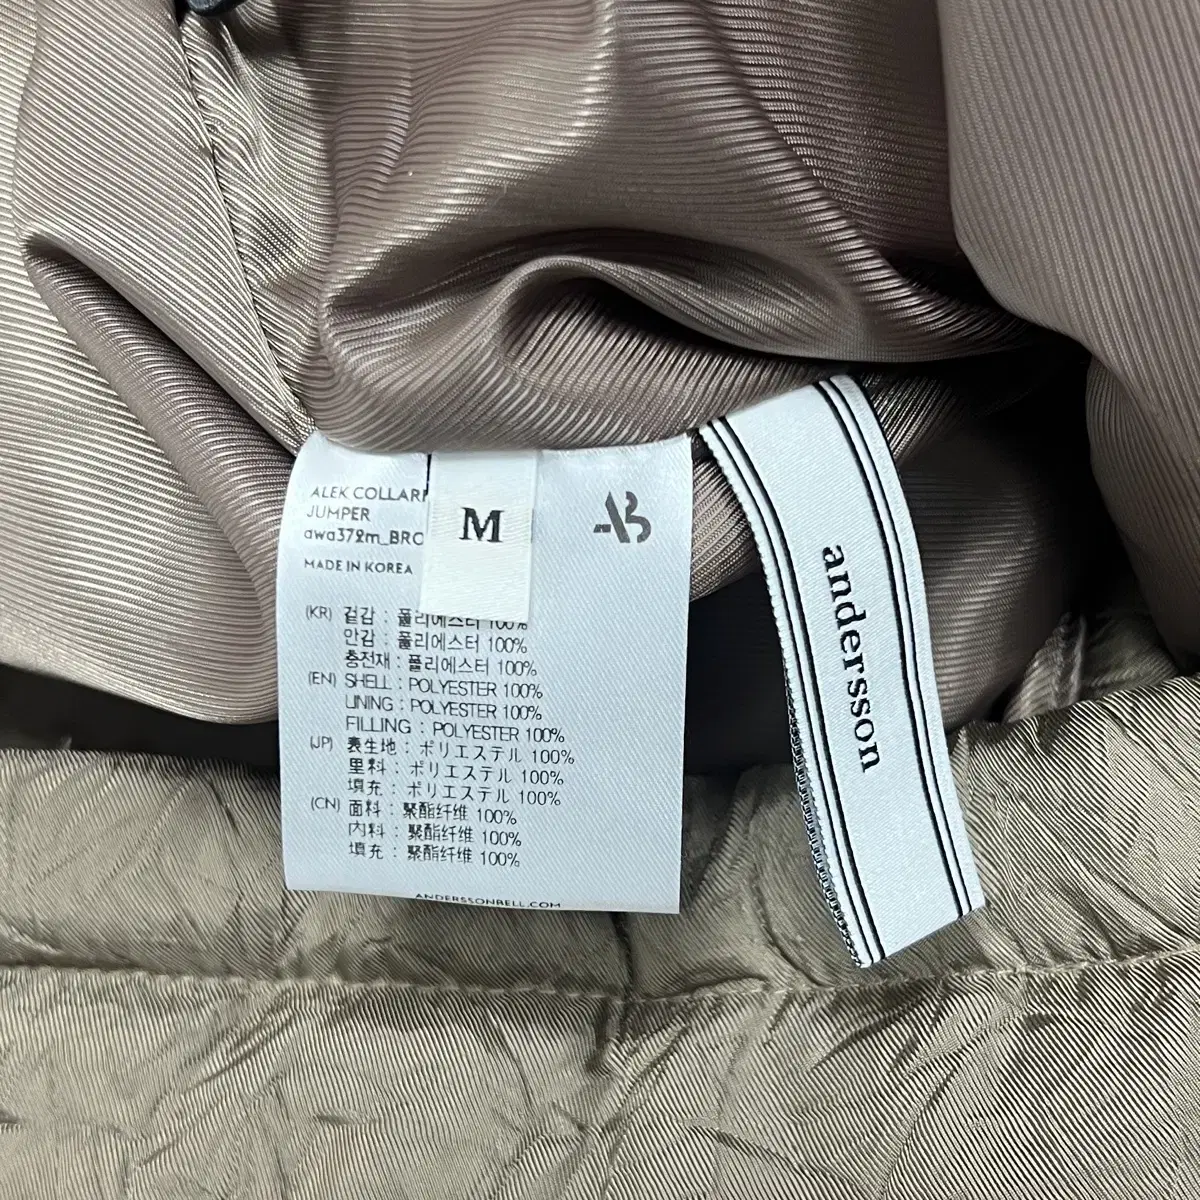 ALEK COLLAR
JUMPER
awa372m_BRO
MADE IN KOREA
M
AB
(KR) 겉감 : 폴리에스터 100%
안감 : 폴리에스터 100%
충전재 : 폴리에스터 100%
(EN) SHELL : POLYESTER 100%
LINING : POLYESTER 100%
FILLING : POLYESTER 100%
(JP) 表生地 : ポリエステル 100%
里料 : ポリエステル 100%
填充 : ポリエステル 100%
(CN) 面料 : 聚酯纤维 100%
内料 : 聚酯纤维 100%
填充 : 聚酯纤维 100%
ANDERSSONBELL.COM
andersson